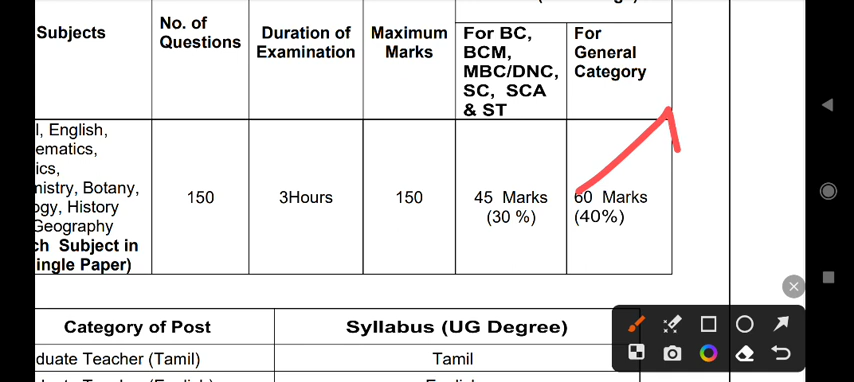 Subjects
No. of
Questions
Duration of
Examination
Maximum
Marks
For BC,
BCM,
MBC/DNC,
SC, SCA
& ST
For
General
Category
l, English,
ematics,
ics,
mistry, Botany,
ogy, History
Geography
ch Subject in
ingle Paper)
150
3Hours
150
45 Marks
(30 %)
60 Marks
(40%)
Category of Post
Syllabus (UG Degree)
duate Teacher (Tamil)
Tamil